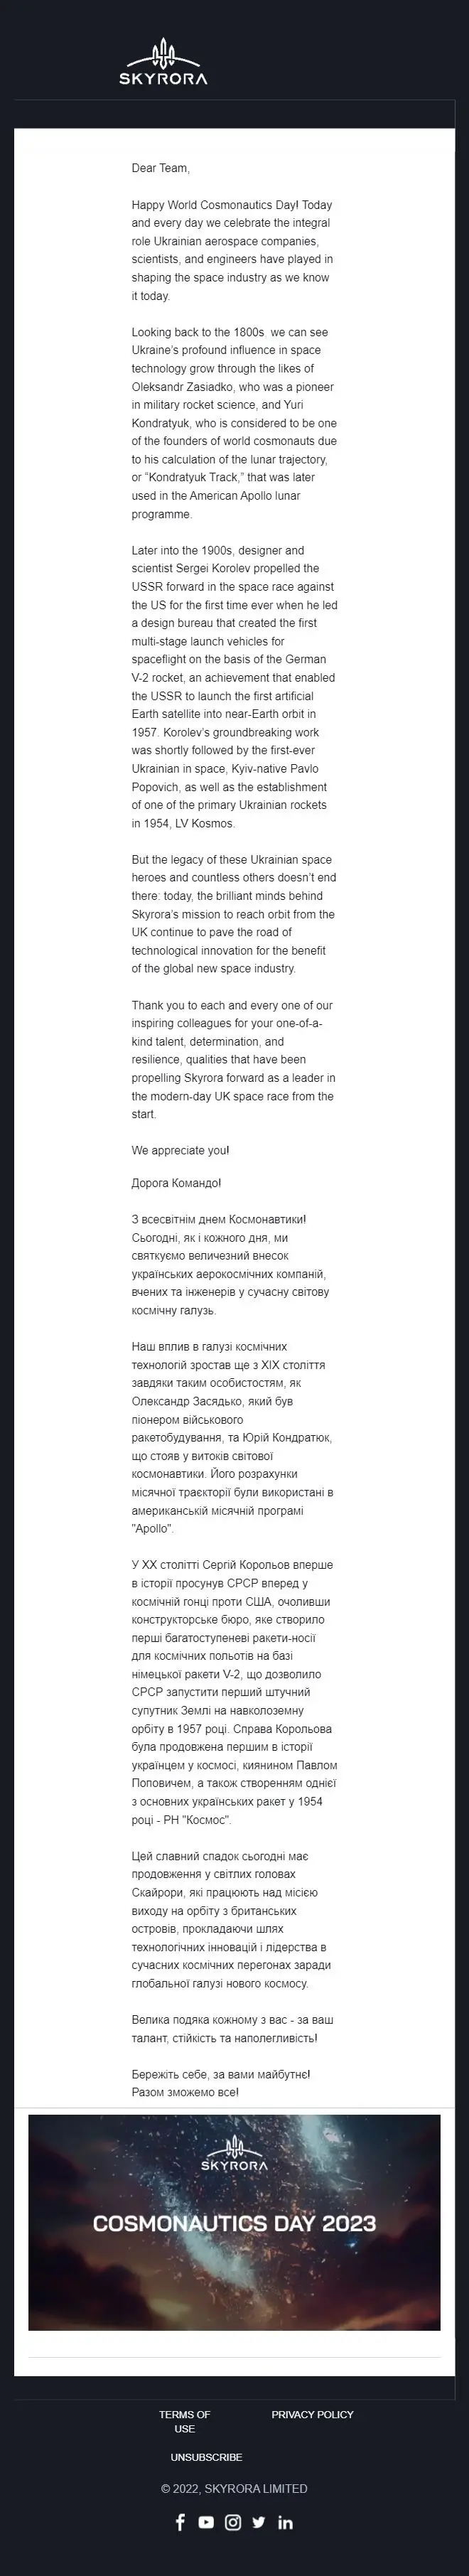 SKYRORA
Dear Team,
Happy World Cosmonautics Day! Today
and every day we celebrate the integral
role Ukrainian aerospace companies,
scientists, and engineers have played in
shaping the space industry as we know
it today.
Looking back to the 1800s  we can see
Ukraine's profound influence in space
technology grow through the likes of
Oleksandr Zasiadko, who was a pioneer
in military rocket science, and Yuri
Kondratyuk, who is considered to be one
of the founders of world cosmonauts due
to his calculation of the lunar trajectory,
or “Kondratyuk Track,” that was later
used in the American Apollo lunar
programme.
Later into the 1900s, designer and
scientist Sergei Korolev propelled the
USSR forward in the space race against
the US for the first time ever when he led
a design bureau that created the first
multi-stage launch vehicles for
spaceflight on the basis of the German
V-2 rocket, an achievement that enabled
the USSR to launch the first artificial
Earth satellite into near-Earth orbit in
1957. Korolev’s groundbreaking work
was shortly followed by the first-ever
Ukrainian in space, Kyiv-native Pavlo
Popovich, as well as the establishment
of one of the primary Ukrainian rockets
in 1954, LV Kosmos.
But the legacy of these Ukrainian space
heroes and countless others doesn’t end
there: today, the brilliant minds behind
Skyrora’s mission to reach orbit from the
UK continue to pave the road of
technological innovation for the benefit
of the global new space industry.
Thank you to each and every one of our
inspiring colleagues for your one-of-a-
kind talent, determination, and
resilience, qualities that have been
propelling Skyrora forward as a leader in
the modern-day UK space race from the
start.
We appreciate you!
Дорога Командо!
З всесвітнім днем Космонавтики!
Сьогодні, як і кожного дня, ми
святкуємо величезний внесок
українських аерокосмічних компаній,
вчених та інженерів у сучасну світову
космічну галузь.
Наш вплив в галузі космічних
технологій зростав ще з XIX століття
завдяки таким особистостям, як
Олександр Засядько, який був
піонером військового
ракетобудування, та Юрій Кондратюк,
що стояв у витоків світової
космонавтики. Його розрахунки
місячної траєкторії були використані в
американській місячній програмі
"Apollo".
У XX столітті Сергій Корольов вперше
в історії просунув СРСР вперед у
космічній гонці проти США, очоливши
конструкторське бюро, яке створило
перші багатоступеневі ракети-носії
для космічних польотів на базі
німецької ракети V-2, що дозволило
СРСР запустити перший штучний
супутник Землі на навколоземну
орбіту в 1957 році. Справа Корольова
була продовжена першим в історії
українцем у космосі, киянином Павлом
Поповичем, а також створенням однієї
з основних українських ракет у 1954
році - РН "Космос".
Цей славний спадок сьогодні має
продовження у світлих головах
Скайрори, які працюють над місією
виходу на орбіту з британських
островів, прокладаючи шлях
технологічних інновацій і лідерства в
сучасних космічних перегонах заради
глобальної галузі нового космосу.
Велика подяка кожному з вас - за ваш
талант, стійкість та наполегливість!
Бережіть себе, за вами майбутнє!
Разом зможемо все!
SKYRORA
COSMONAUTICS DAY 2023
TERMS OF
USE
PRIVACY POLICY
UNSUBSCRIBE
© 2022, SKYRORA LIMITED